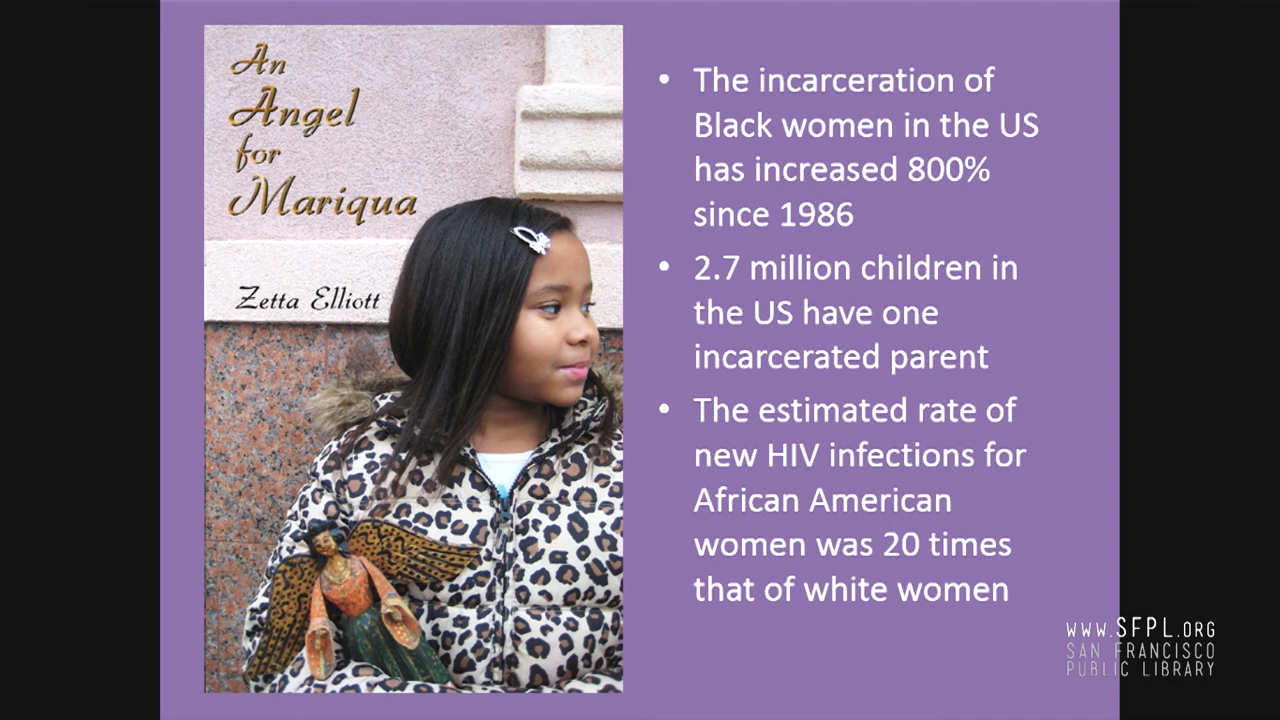 An
Angel
for
Mariqua
Zetta Elliott
• The incarceration of
Black women in the US
has increased 800%
since 1986
• 2.7 million children in
the US have one
incarcerated parent
• The estimated rate of
new HIV infections for
African American
women was 20 times
that of white women
WWW.SFPL.ORG
SAN FRANCISCO
PUBLIC LIBRARY